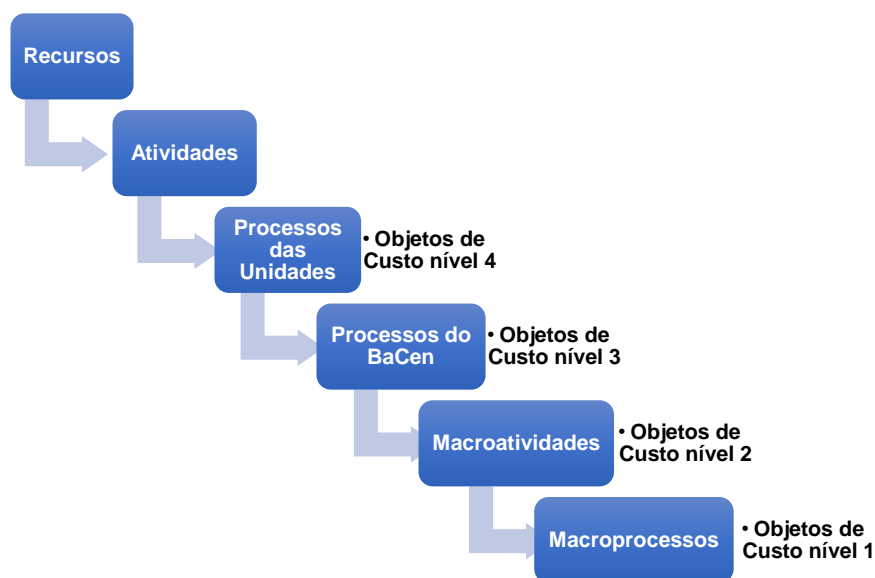 Recursos
Atividades
Processos
das
Unidades
• Objetos de
Custo nível 4
Processos do
BaCen
• Objetos de
Custo nível 3
Macroatividades
• Objetos de
Custo nível 2
Macroprocessos
• Objetos de
Custo nível 1